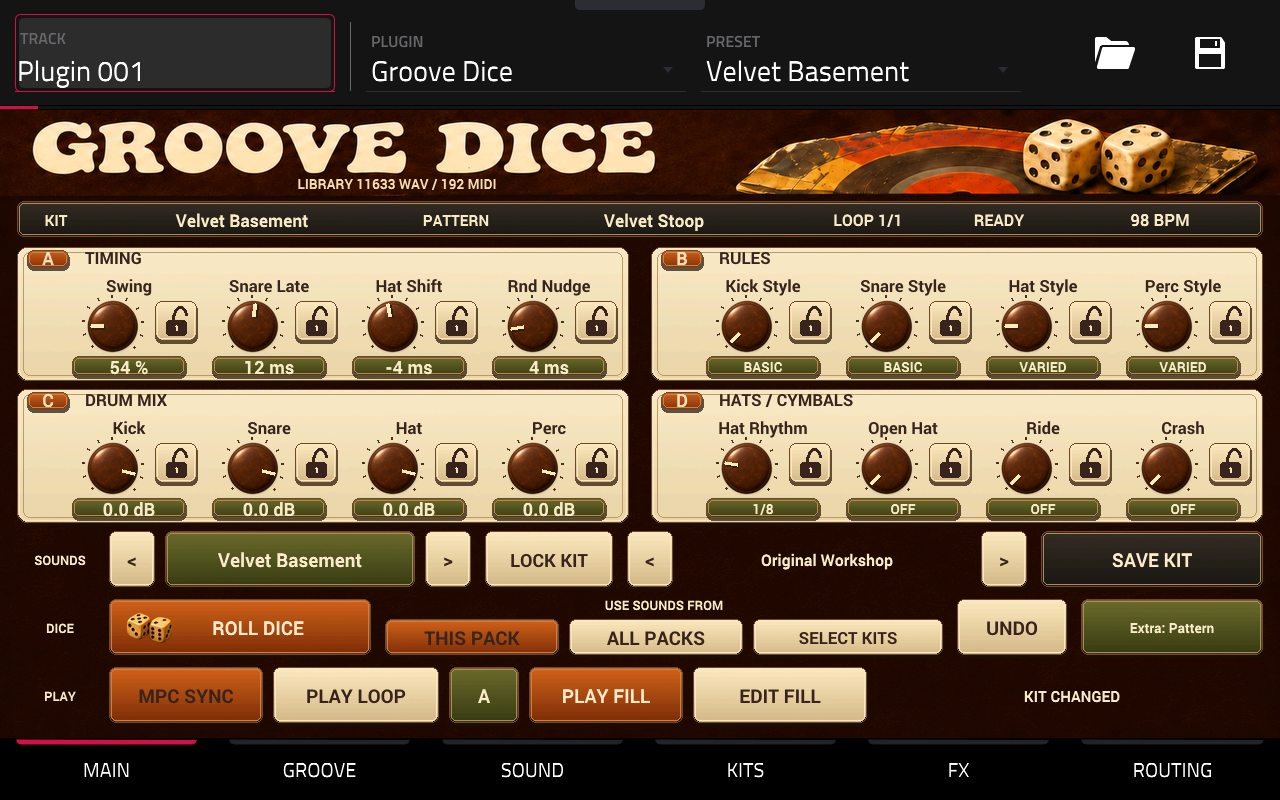 TRACK
Plugin 001
PLUGIN
Groove Dice
PRESET
Velvet Basement
GROOVE DICE
LIBRARY 11633 WAV / 192 MIDI
KIT Velvet Basement PATTERN Velvet Stoop LOOP 1/1 READY 98 BPM
A TIMING
Swing Snare Late Hat Shift Rnd Nudge
54 % 12 ms -4 ms 4 ms
B RULES
Kick Style Snare Style Hat Style Perc Style
BASIC BASIC VARIED VARIED
C DRUM MIX
Kick Snare Hat Perc
0.0 dB 0.0 dB 0.0 dB 0.0 dB
D HATS / CYMBALS
Hat Rhythm Open Hat Ride Crash
1/8 OFF OFF OFF
SOUNDS < Velvet Basement > LOCK KIT < Original Workshop > SAVE KIT
USE SOUNDS FROM
DICE ROLL DICE THIS PACK ALL PACKS SELECT KITS UNDO Extra: Pattern
PLAY MPC SYNC PLAY LOOP A PLAY FILL EDIT FILL KIT CHANGED
MAIN GROOVE SOUND KITS FX ROUTING